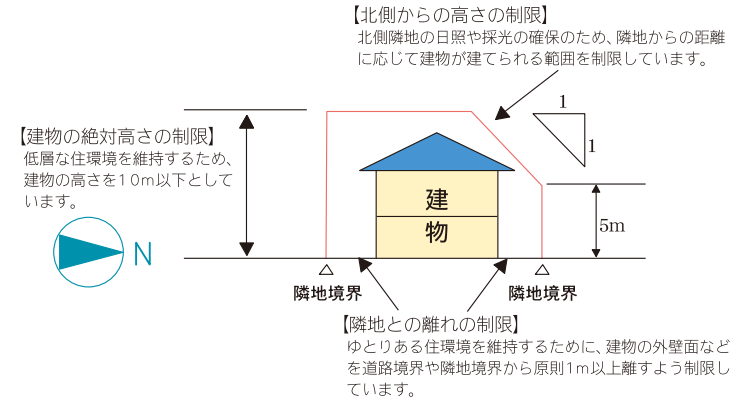 【北側からの高さの制限】
北側隣地の日照や採光の確保のため、隣地からの距離
に応じて建物が建てられる範囲を制限しています。
1
1
【建物の絶対高さの制限】
低層な住環境を維持するため、
建物の高さを10m以下として
います。
N
建
物
5m
隣地境界
隣地境界
【隣地との離れの制限】
ゆとりある住環境を維持するために、建物の外壁面など
を道路境界や隣地境界から原則1m以上離すよう制限し
ています。